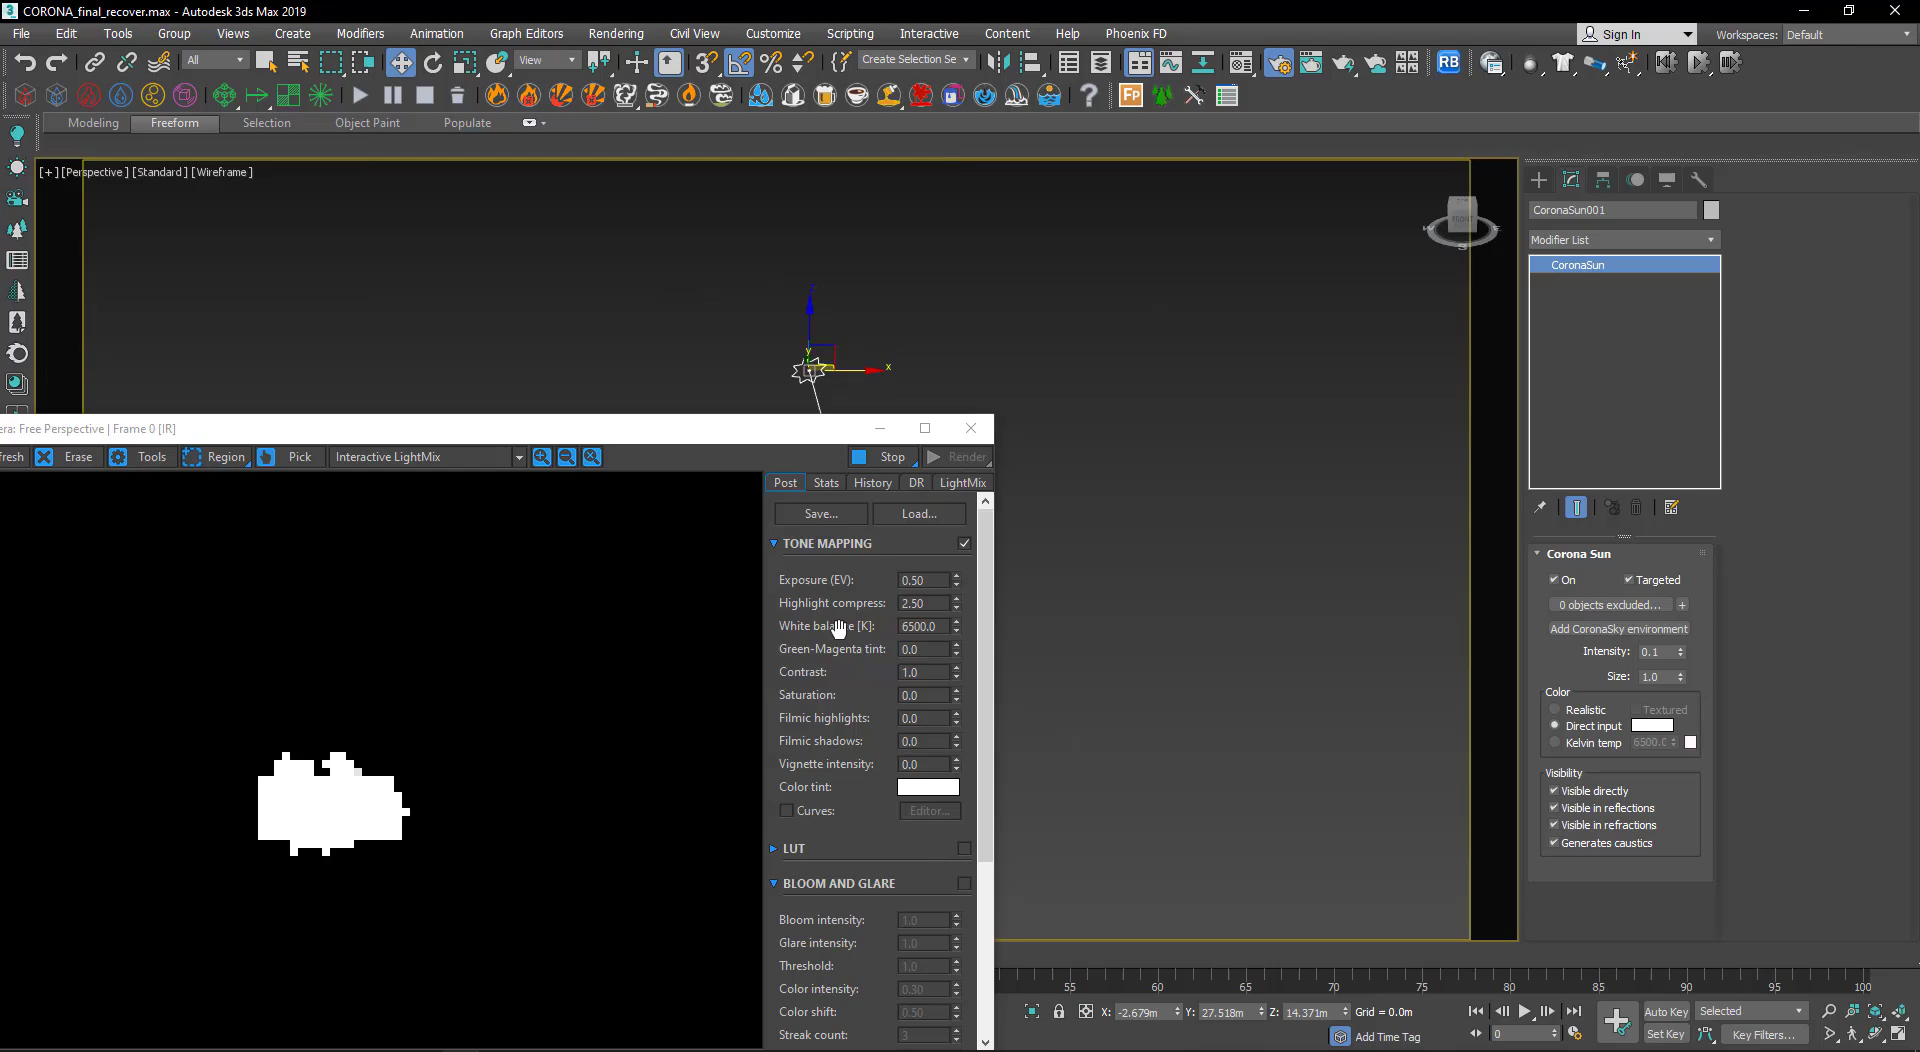 CORONA_final_recover.max - Autodesk 3ds Max 2019
File Edit Tools Group Views Create Modifiers Animation Graph Editors Rendering Civil View Customize Scripting Interactive Content Help Phoenix FD Sign In Workspaces: Default
All View 3 Create Selection Se RB
Fp
Modeling Freeform Selection Object Paint Populate
[+] [Perspective ] [Standard ] [Wireframe ]
FRONT
CoronaSun001
Modifier List
CoronaSun
z
y
x
era: Free Perspective | Frame 0 [IR]
fresh Erase Tools Region Pick Interactive LightMix Stop Render
Post Stats History DR LightMix
Save... Load...
TONE MAPPING
Exposure (EV): 0.50
Highlight compress: 2.50
White balance [K]: 6500.0
Green-Magenta tint: 0.0
Contrast: 1.0
Saturation: 0.0
Filmic highlights: 0.0
Filmic shadows: 0.0
Vignette intensity: 0.0
Color tint:
Curves: Editor...
LUT
BLOOM AND GLARE
Bloom intensity: 1.0
Glare intensity: 1.0
Threshold: 1.0
Color intensity: 0.30
Color shift: 0.50
Streak count: 3
Corona Sun
On Targeted
0 objects excluded... +
Add CoronaSky environment
Intensity: 0.1
Size: 1.0
Color
Realistic Textured
Direct input
Kelvin temp 6500.0
Visibility
Visible directly
Visible in reflections
Visible in refractions
Generates caustics
55 60 65 70 75 80 85 90 95 100
X: -2.679m Y: 27.518m Z: 14.371m Grid = 0.0m
Add Time Tag
Auto Key Selected
0 Set Key Key Filters...